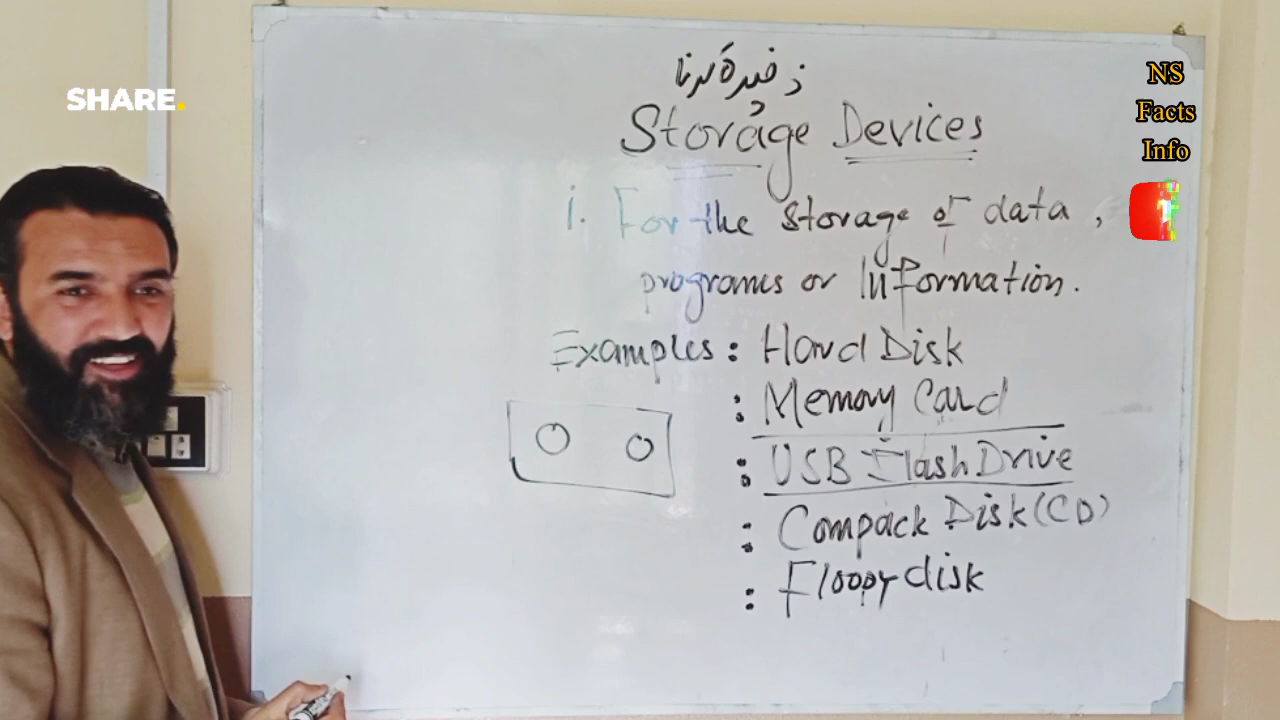 SHARE.
ذخیرہ کرنا
Storage Devices
i. For the storage of data,
programes or Information.
Examples: Hard Disk
: Memory Card
: USB Flash Drive
: Compack Disk (CD)
: Floopy disk
NS
Facts
Info